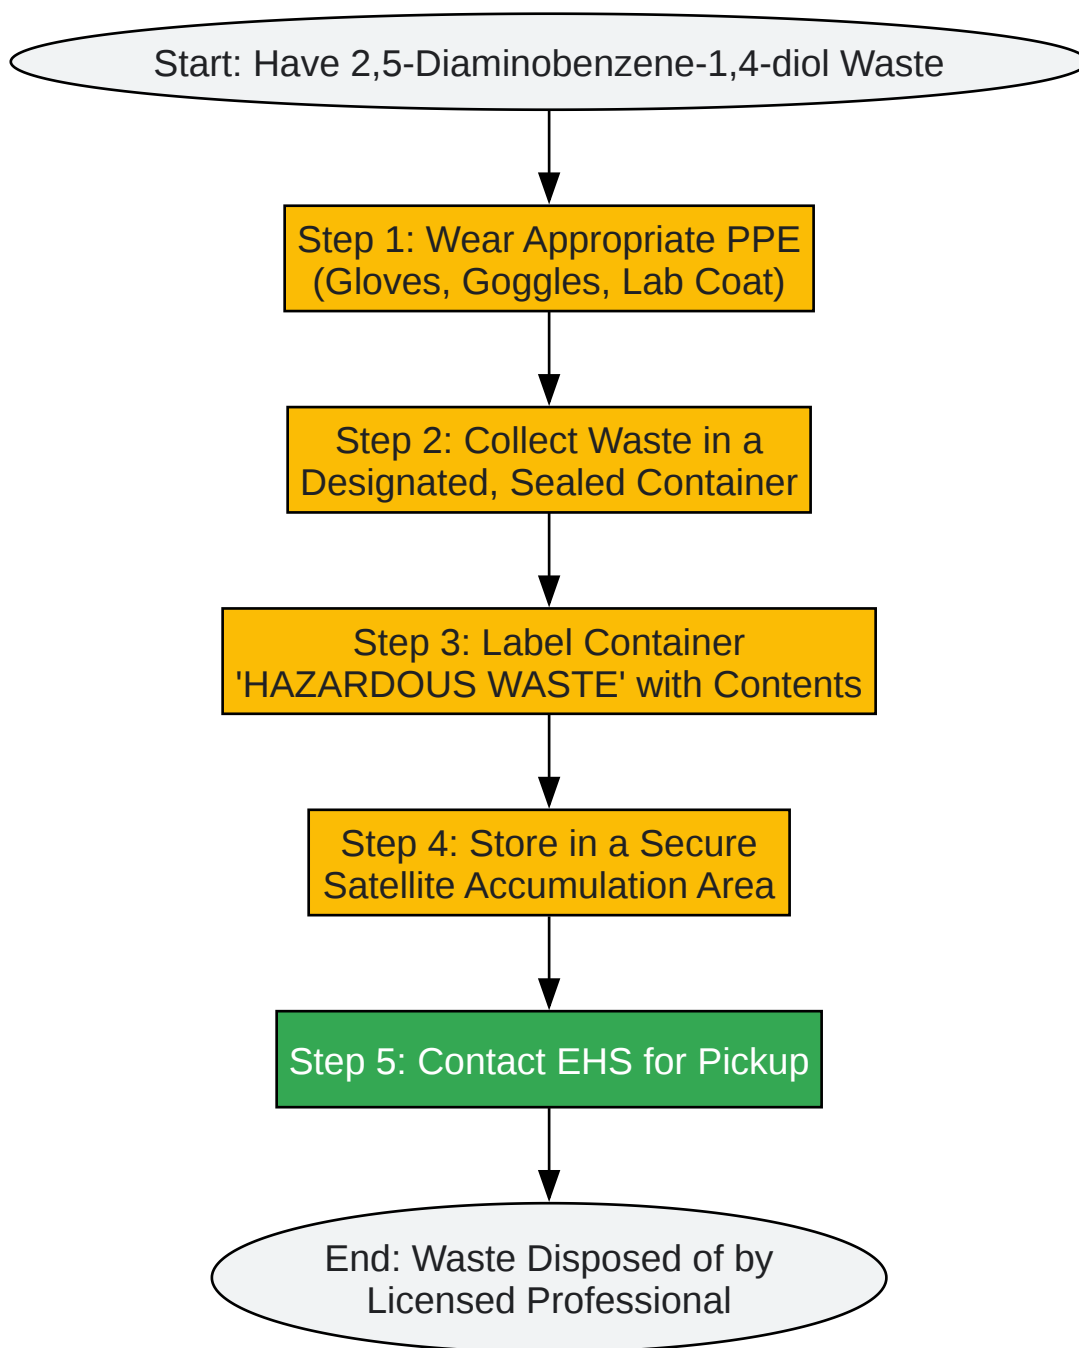 Start: Have 2,5-Diaminobenzene-1,4-diol Waste
Step 1: Wear Appropriate PPE
(Gloves, Goggles, Lab Coat)
Step 2: Collect Waste in a
Designated, Sealed Container
Step 3: Label Container
'HAZARDOUS WASTE' with Contents
Step 4: Store in a Secure
Satellite Accumulation Area
Step 5: Contact EHS for Pickup
End: Waste Disposed of by
Licensed Professional